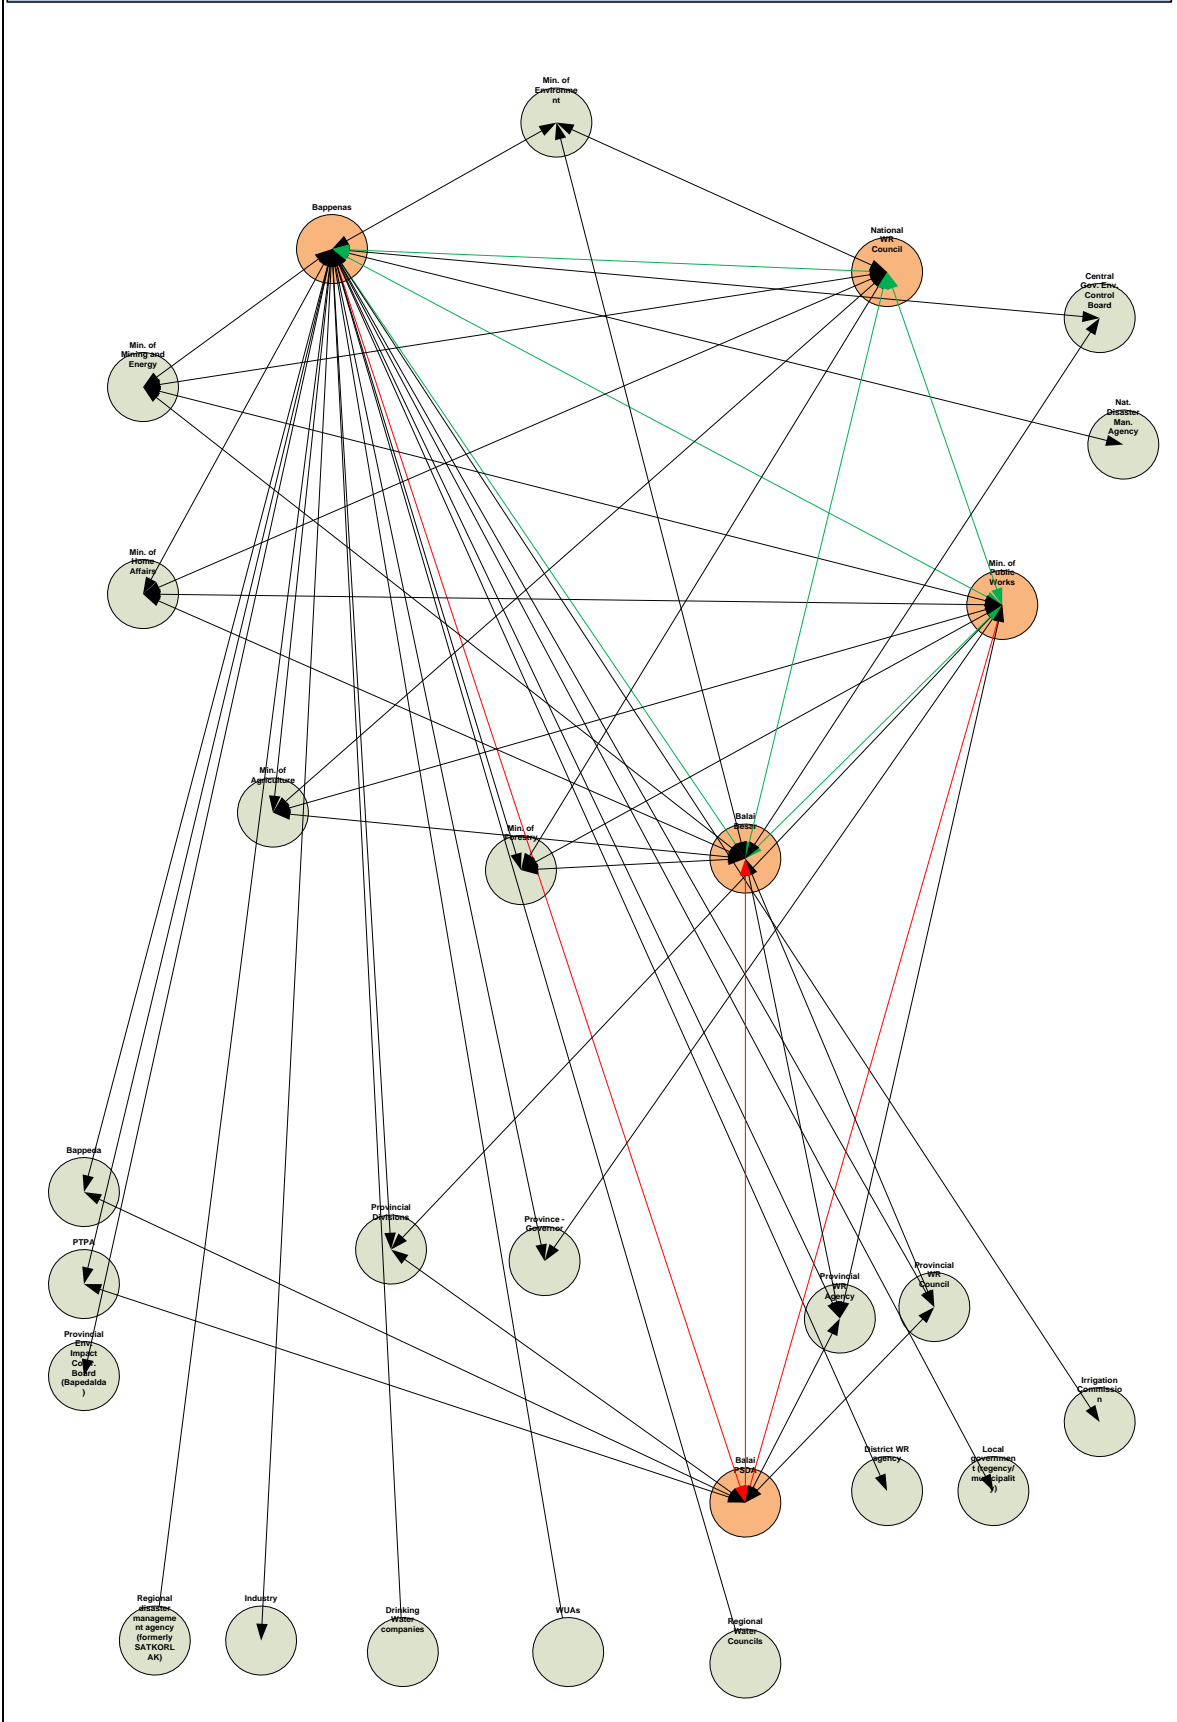 Min. of
Environme
nt
Bappenas
National
WR
Council
Central
Gov. Env.
Control
Board
Min. of
Mining and
Energy
Nat.
Disaster
Man.
Agency
Min. of
Home
Affairs
Min. of
Public
Works
Min. of
Agriculture
Min. of
Forestry
Balai
Besar
Bappeda
PTPA
Provincial
Env.
Impact
Cont.
Board
(Bapedalda
)
Provincial
Divisions
Province -
Governor
Provincial
WR
Agency
Provincial
WR
Council
Irrigation
Commissio
n
Balai
PSDA
District WR
agency
Local
governmen
t (regency/
municipalit
y)
Regional
disaster
manageme
nt agency
(formerly
SATKORL
AK)
Industry
Drinking
Water
companies
WUAs
Regional
Water
Councils